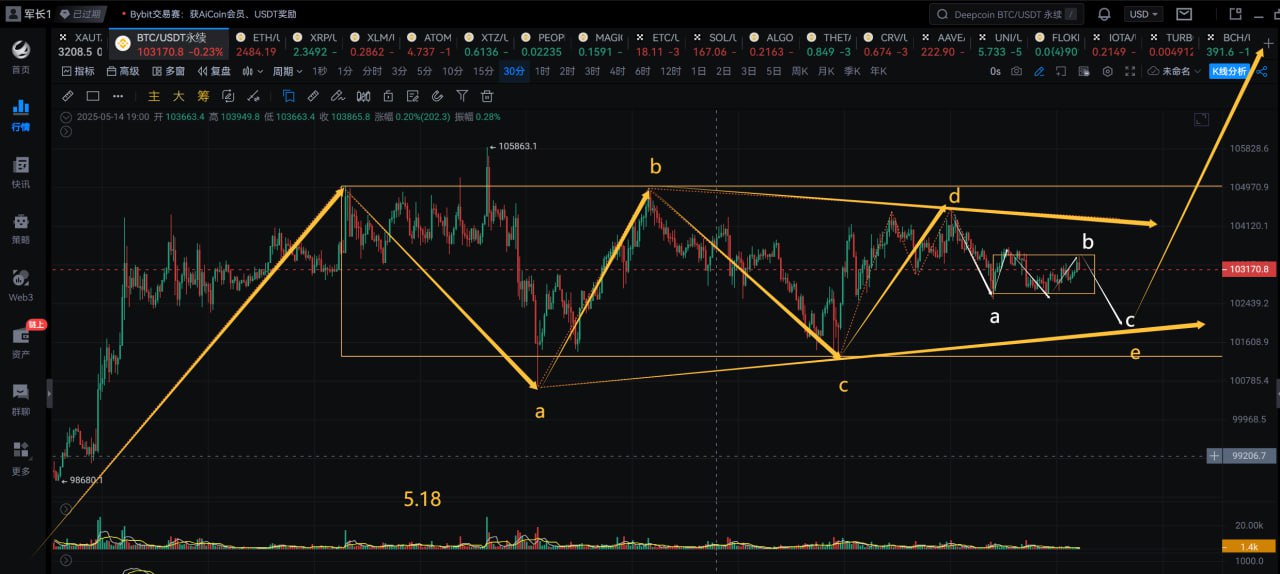 军长1 已过期 • Bybit交易赛：获AiCoin会员、USDT奖励 Deepcoin BTC/USDT 永续 / USD
首页
行情
快讯
策略
Web3
链上
资产
群聊
更多
XAUT 3208.5
BTC/USDT永续 103170.8 -0.23%
ETH/U 2484.19
XRP/U 2.3492
XLM/U 0.2862
ATOM 4.737 -1
XTZ/U 0.6136
PEOP 0.02235
MAGI 0.1591
ETC/U 18.11 -3
SOL/U 167.06
ALGO 0.2163
THET 0.849 -3
CRV/U 0.674 -3
AAVE 222.90
UNI/U 5.733 -5
FLOKI 0.0(4)90
IOTA/ 0.2149
TURB 0.004912
BCH/ 391.6 -1
指标 高级 多窗 复盘 周期 1秒 1分 分时 3分 5分 10分 15分 30分 1时 2时 3时 4时 6时 12时 1日 2日 3日 5日 周K 月K 季K 年K 0s 未命名 K线分析
主 大 筹
2025-05-14 19:00 开 103663.4 高 103949.8 低 103663.4 收 103865.8 涨幅 0.20%(202.3) 振幅 0.28%
105863.1
98680.1
a
b
c
d
e
a
b
c
5.18
105828.6
104970.9
104120.1
103170.8
102439.2
101608.9
100785.4
99968.5
99206.7
20.00k
1.4k
1000.0